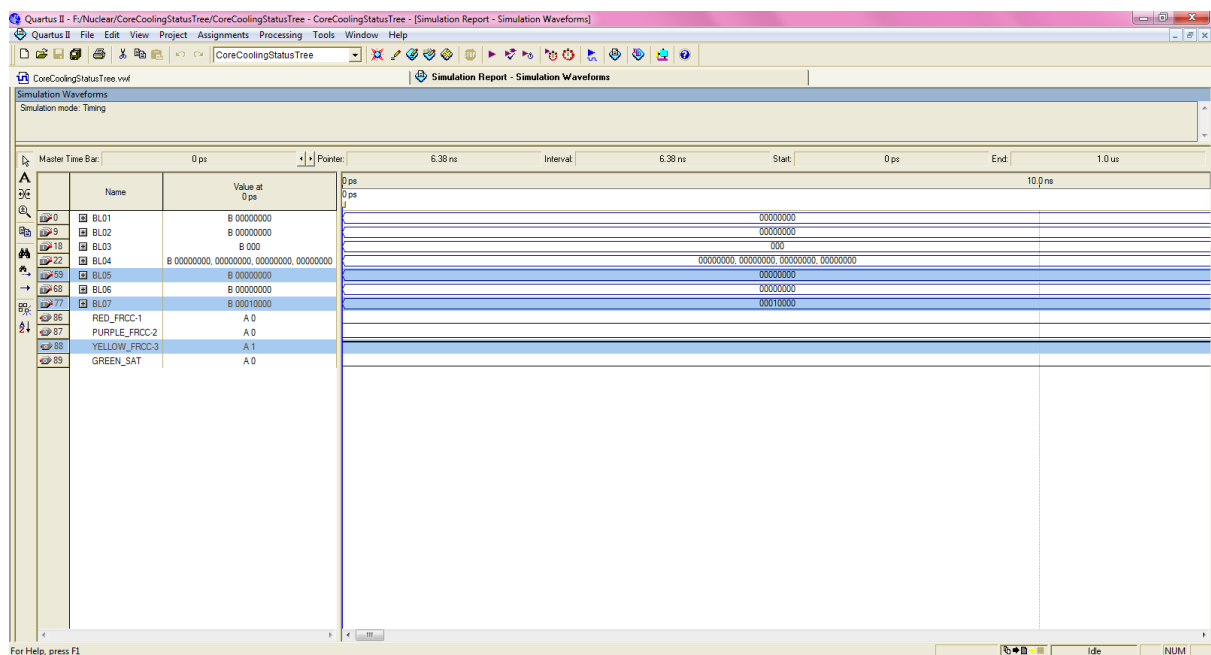 Quartus II - F:/Nuclear/CoreCoolingStatusTree/CoreCoolingStatusTree - CoreCoolingStatusTree - [Simulation Report - Simulation Waveforms]
Quartus II File Edit View Project Assignments Processing Tools Window Help
CoreCoolingStatusTree
CoreCoolingStatusTree.vwf Simulation Report - Simulation Waveforms
Simulation Waveforms
Simulation mode: Timing
Master Time Bar: 0 ps Pointer: 6.38 ns Interval: 6.38 ns Start: 0 ps End: 1.0 us
Name Value at 0 ps
0 ps 10.0 ns
0 ps
0 BL01 B 00000000 00000000
9 BL02 B 00000000 00000000
18 BL03 B 000 000
22 BL04 B 00000000, 00000000, 00000000, 00000000 00000000, 00000000, 00000000, 00000000
59 BL05 B 00000000 00000000
68 BL06 B 00000000 00000000
77 BL07 B 00010000 00010000
86 RED_FRCC-1 A 0
87 PURPLE_FRCC-2 A 0
88 YELLOW_FRCC-3 A 1
89 GREEN_SAT A 0
For Help, press F1 Idle NUM